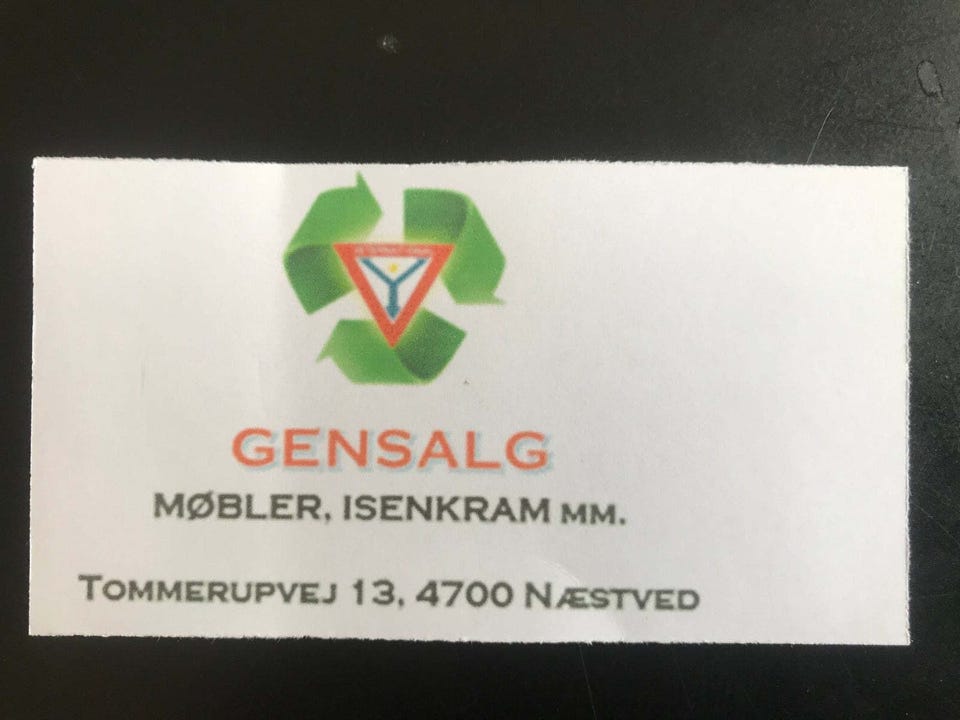 GENSALG
MØBLER, ISENKRAM MM.
TOMMERUPVEJ 13, 4700 NÆSTVED